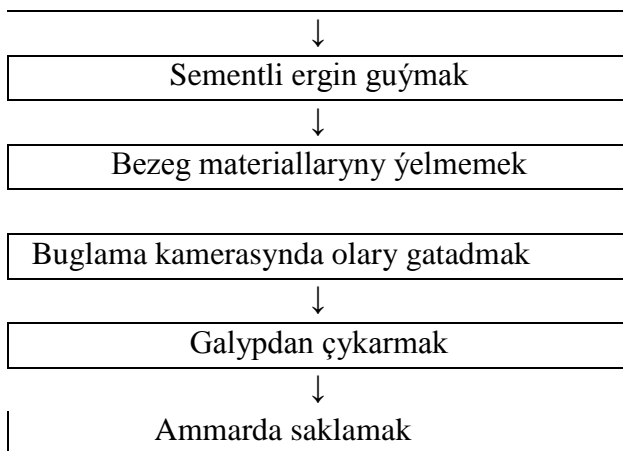 ↓
Sementli ergin guýmak
↓
Bezeg materiallaryny ýelmemek
Buglama kamerasynda olary gatadmak
↓
Galypdan çykarmak
↓
Ammarda saklamak